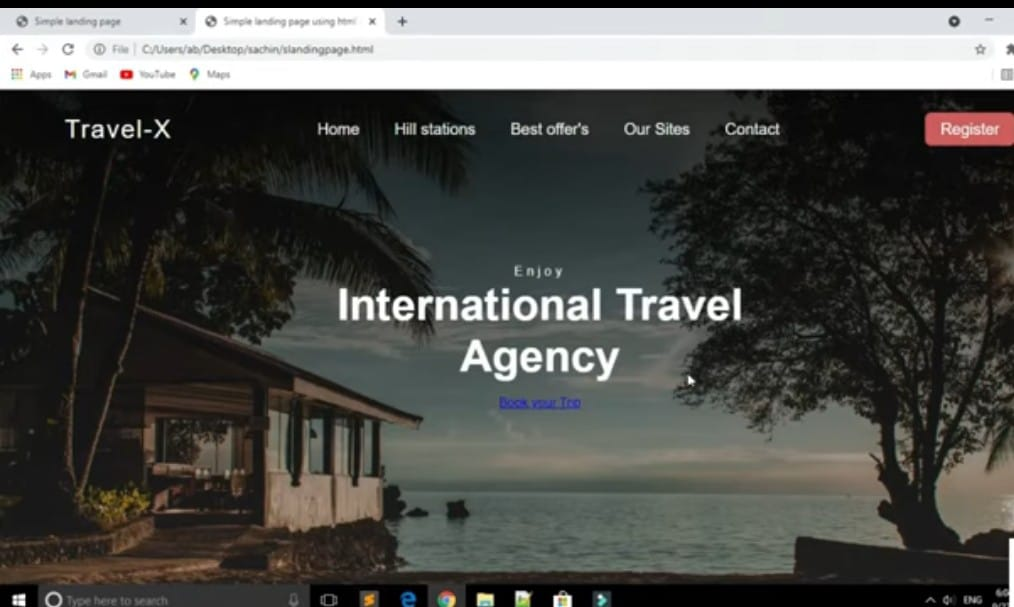 Simple landing page
Simple landing page using html
File
C:/Users/ab/Desktop/sachin/slandingpage.html
Apps Gmail YouTube Maps
Travel-X Home Hill stations Best offer's Our Sites Contact Register
Enjoy
International Travel
Agency
Book your Trip
Type here to search
ENG